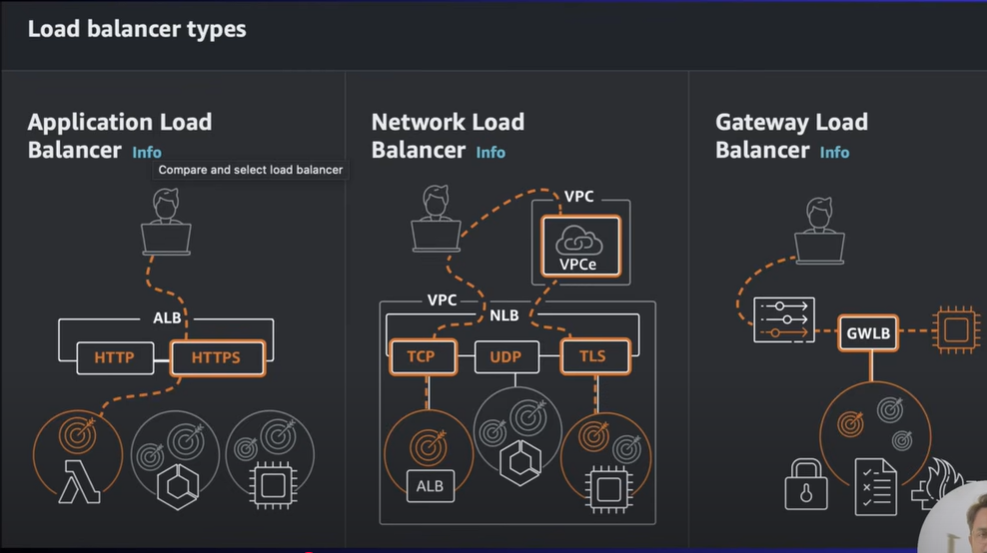 Load balancer types
Application Load
Balancer Info
Compare and select load balancer
ALB
HTTP
HTTPS
Network Load
Balancer Info
VPC
VPCe
VPC
NLB
TCP
UDP
TLS
ALB
Gateway Load
Balancer Info
GWLB